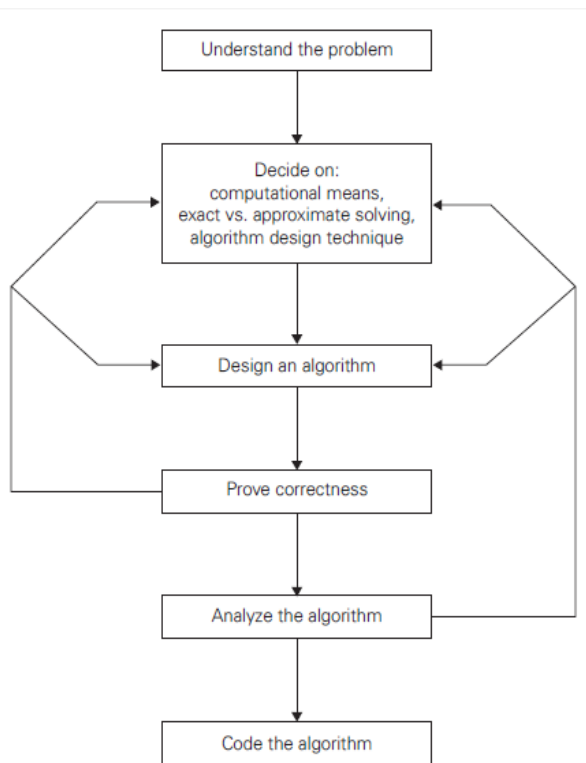 Understand the problem
Decide on:
computational means,
exact vs. approximate solving,
algorithm design technique
Design an algorithm
Prove correctness
Analyze the algorithm
Code the algorithm